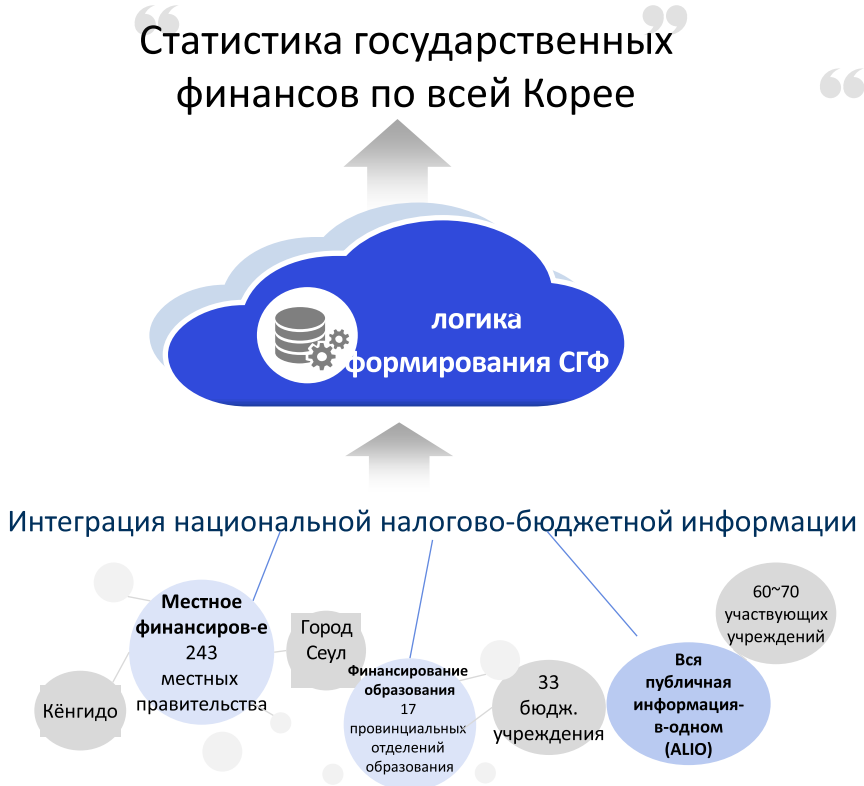 “
”
“
Статистика государственных
финансов по всей Корее
логика
формирования СГФ
Интеграция национальной налогово-бюджетной информации
Местное
финансиров-е
243
местных
правительства
Город
Сеул
Кёнгидо
Финансирование
образования
17
провинциальных
отделений
образования
33
бюдж.
учреждения
Вся
публичная
информация-
в-одном
(ALIO)
60~70
участвующих
учреждений